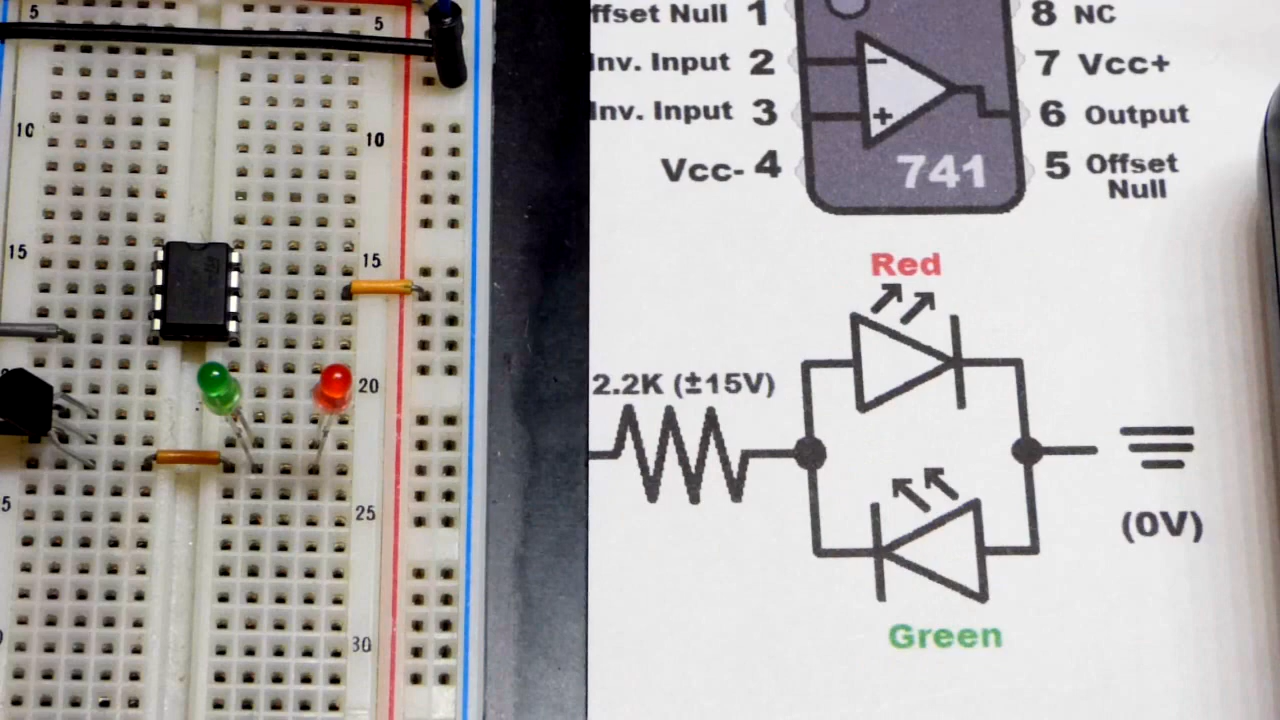 5
5
10
10
15
15
20
5
25
30
ffset Null 1
8 NC
Inv. Input 2
7 Vcc+
Inv. Input 3
6 Output
Vcc- 4
5 Offset
Null
741
Red
2.2K (±15V)
(0V)
Green